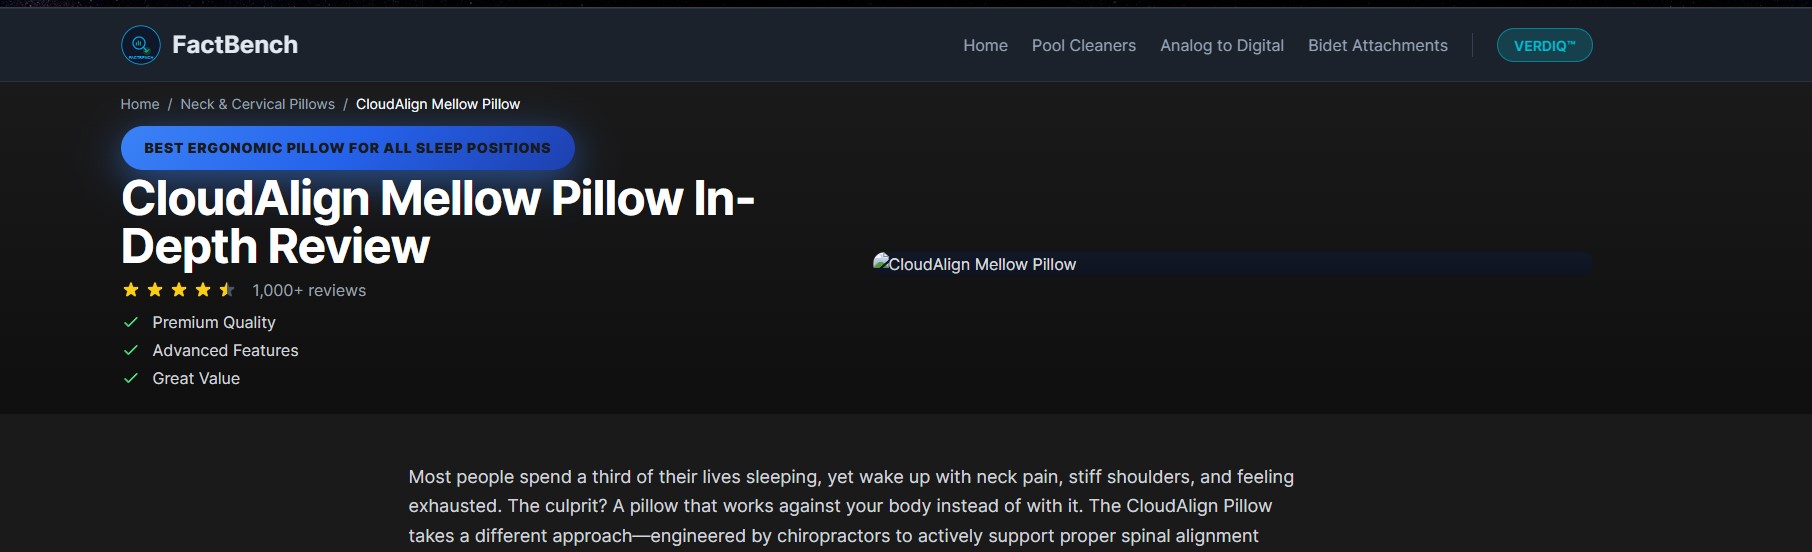 FactBench
Home
Pool Cleaners
Analog to Digital
Bidet Attachments
VERDIQ™
Home / Neck & Cervical Pillows / CloudAlign Mellow Pillow
BEST ERGONOMIC PILLOW FOR ALL SLEEP POSITIONS
CloudAlign Mellow Pillow In-
Depth Review
1,000+ reviews
Premium Quality
Advanced Features
Great Value
CloudAlign Mellow Pillow
Most people spend a third of their lives sleeping, yet wake up with neck pain, stiff shoulders, and feeling
exhausted. The culprit? A pillow that works against your body instead of with it. The CloudAlign Pillow
takes a different approach—engineered by chiropractors to actively support proper spinal alignment